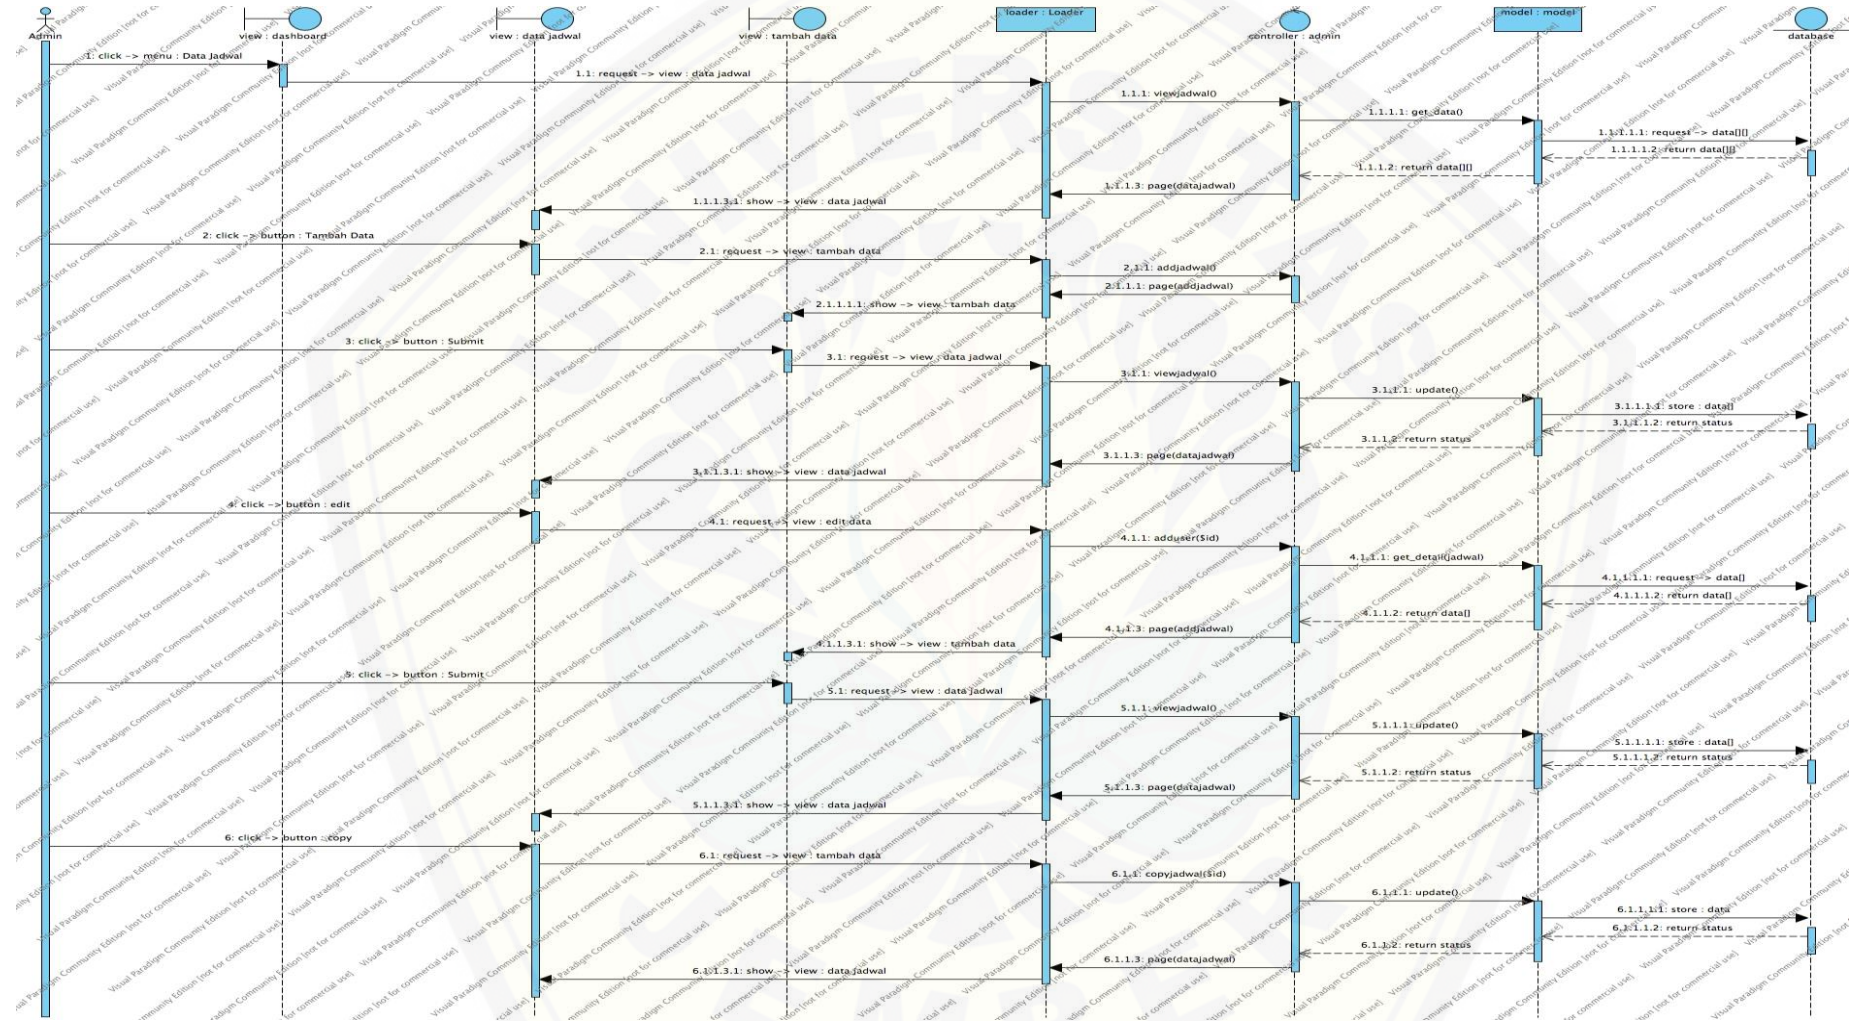 Admin
view : dashboard
view : data jadwal
view : tambah data
loader : Loader
controller : admin
model : model
database
1: click -> menu : Data Jadwal
1.1: request -> view : data jadwal
1.1.1: viewjadwal()
1.1.1.1: get_data()
1.1.1.1.1: request -> data[][]
1.1.1.1.2: return data[][]
1.1.1.2: return data[][]
1.1.1.3: page(datajadwal)
1.1.1.3.1: show -> view : data jadwal
2: click -> button : Tambah Data
2.1: request -> view : tambah data
2.1.1: addjadwal()
2.1.1.1: page(addjadwal)
2.1.1.1.1: show -> view : tambah data
3: click -> button : Submit
3.1: request -> view : data jadwal
3.1.1: viewjadwal()
3.1.1.1: update()
3.1.1.1.1: store : data[]
3.1.1.1.2: return status
3.1.1.2: return status
3.1.1.3: page(datajadwal)
3.1.1.3.1: show -> view : data jadwal
4: click -> button : edit
4.1: request -> view : edit data
4.1.1: adduser($id)
4.1.1.1: get_detail(jadwal)
4.1.1.1.1: request -> data[]
4.1.1.1.2: return data[]
4.1.1.2: return data[]
4.1.1.3: page(addjadwal)
4.1.1.3.1: show -> view : tambah data
5: click -> button : Submit
5.1: request -> view : data jadwal
5.1.1: viewjadwal()
5.1.1.1: update()
5.1.1.1.1: store : data[]
5.1.1.1.2: return status
5.1.1.2: return status
5.1.1.3: page(datajadwal)
5.1.1.3.1: show -> view : data jadwal
6: click -> button : copy
6.1: request -> view : tambah data
6.1.1: copyjadwal($id)
6.1.1.1: update()
6.1.1.1.1: store : data
6.1.1.1.2: return status
6.1.1.2: return status
6.1.1.3: page(datajadwal)
6.1.1.3.1: show -> view : data jadwal
Visual Paradigm Community Edition [not for commercial use]